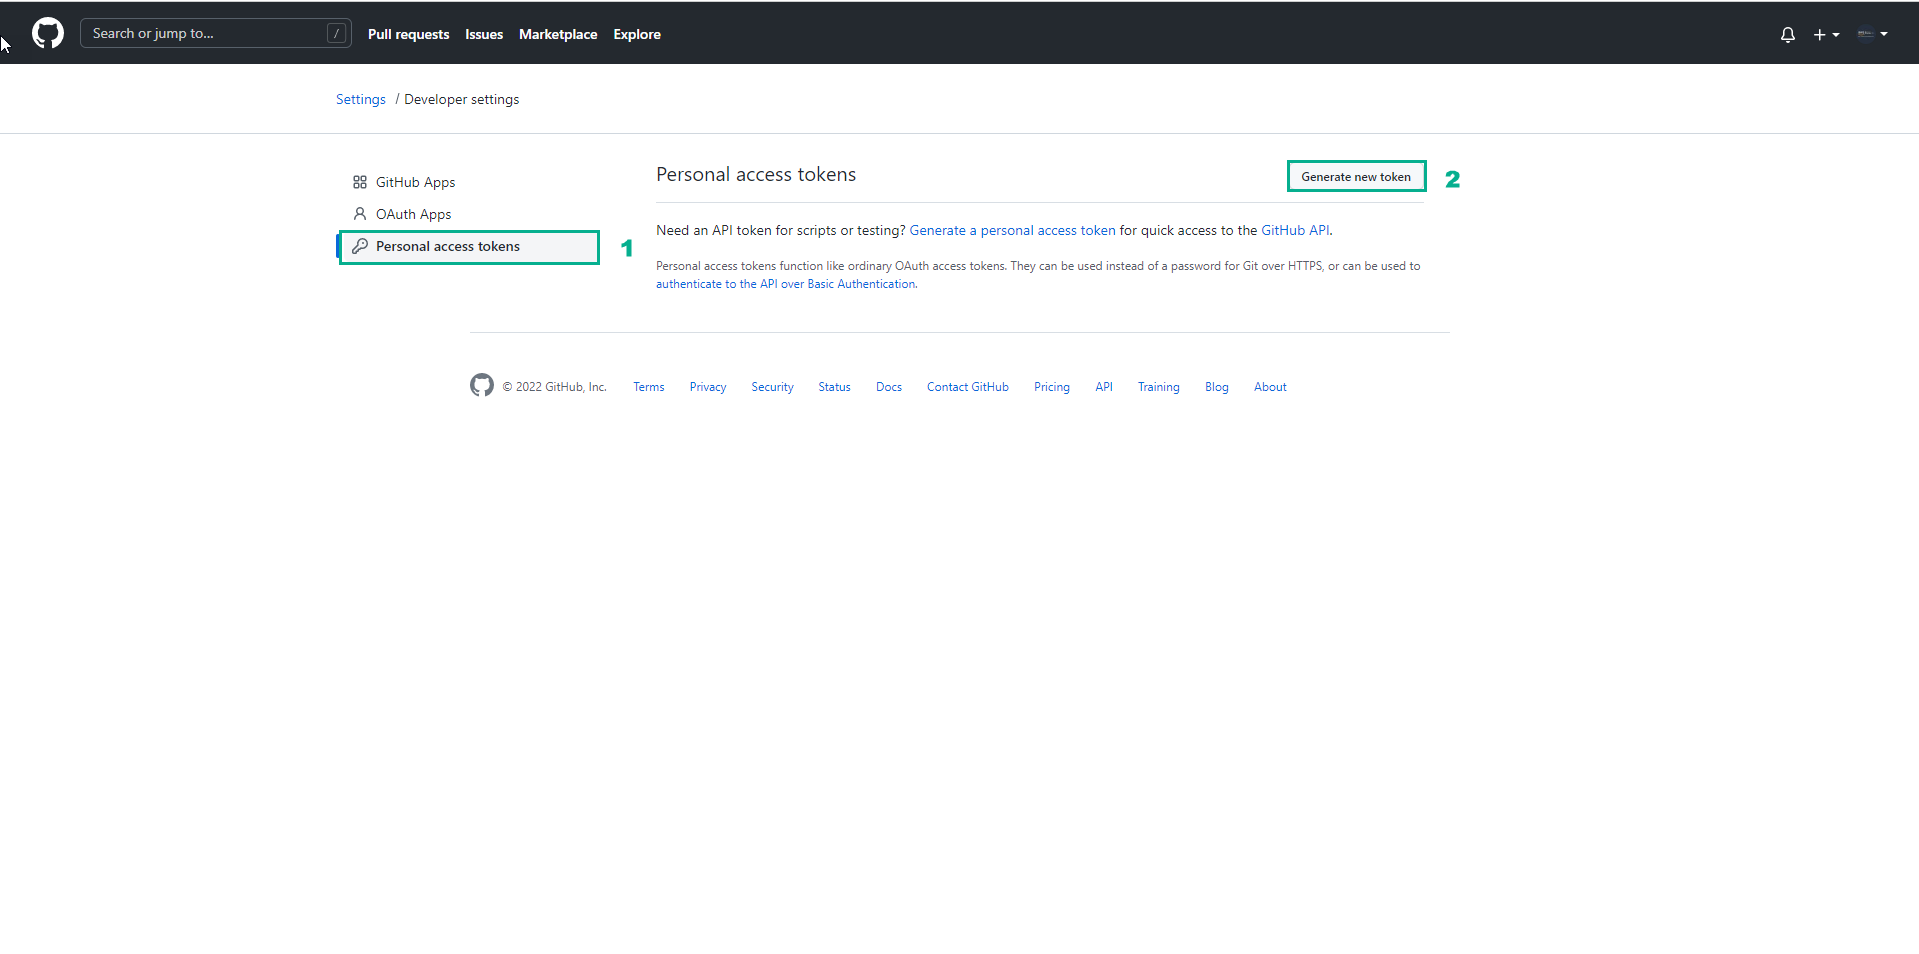 Search or jump to...
/
Pull requests
Issues
Marketplace
Explore
Settings / Developer settings
GitHub Apps
OAuth Apps
Personal access tokens
1
Personal access tokens
Generate new token
2
Need an API token for scripts or testing? Generate a personal access token for quick access to the GitHub API.
Personal access tokens function like ordinary OAuth access tokens. They can be used instead of a password for Git over HTTPS, or can be used to
authenticate to the API over Basic Authentication.
© 2022 GitHub, Inc.
Terms
Privacy
Security
Status
Docs
Contact GitHub
Pricing
API
Training
Blog
About